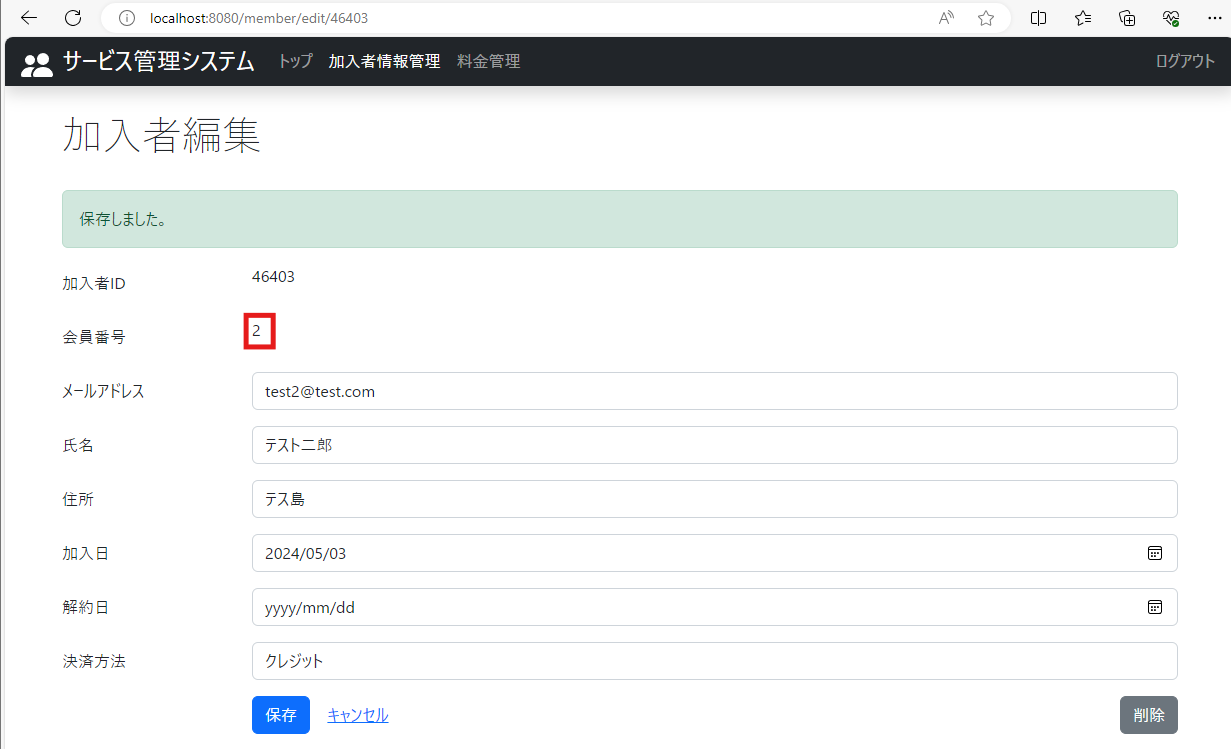 localhost:8080/member/edit/46403
サービス管理システム トップ 加入者情報管理 料金管理 ログアウト
加入者編集
保存しました。
加入者ID 46403
会員番号 2
メールアドレス test2@test.com
氏名 テスト二郎
住所 テス島
加入日 2024/05/03
解約日 yyyy/mm/dd
決済方法 クレジット
保存 キャンセル 削除